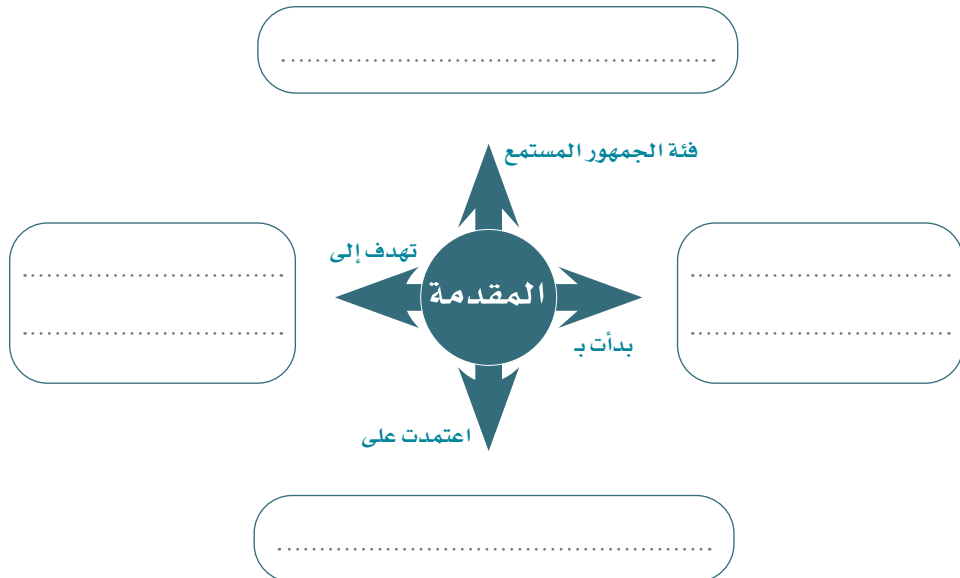 فئة الجمهور المستمع
تهدف إلى
المقدمة
بدأت بـ
اعتمدت على